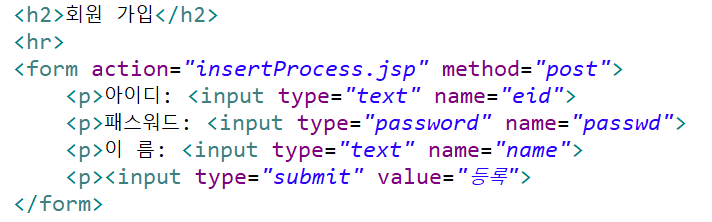 <h2>회원 가입</h2>
<hr>
<form action="insertProcess.jsp" method="post">
<p>아이디: <input type="text" name="eid">
<p>패스워드: <input type="password" name="passwd">
<p>이 름: <input type="text" name="name">
<p><input type="submit" value="등록">
</form>